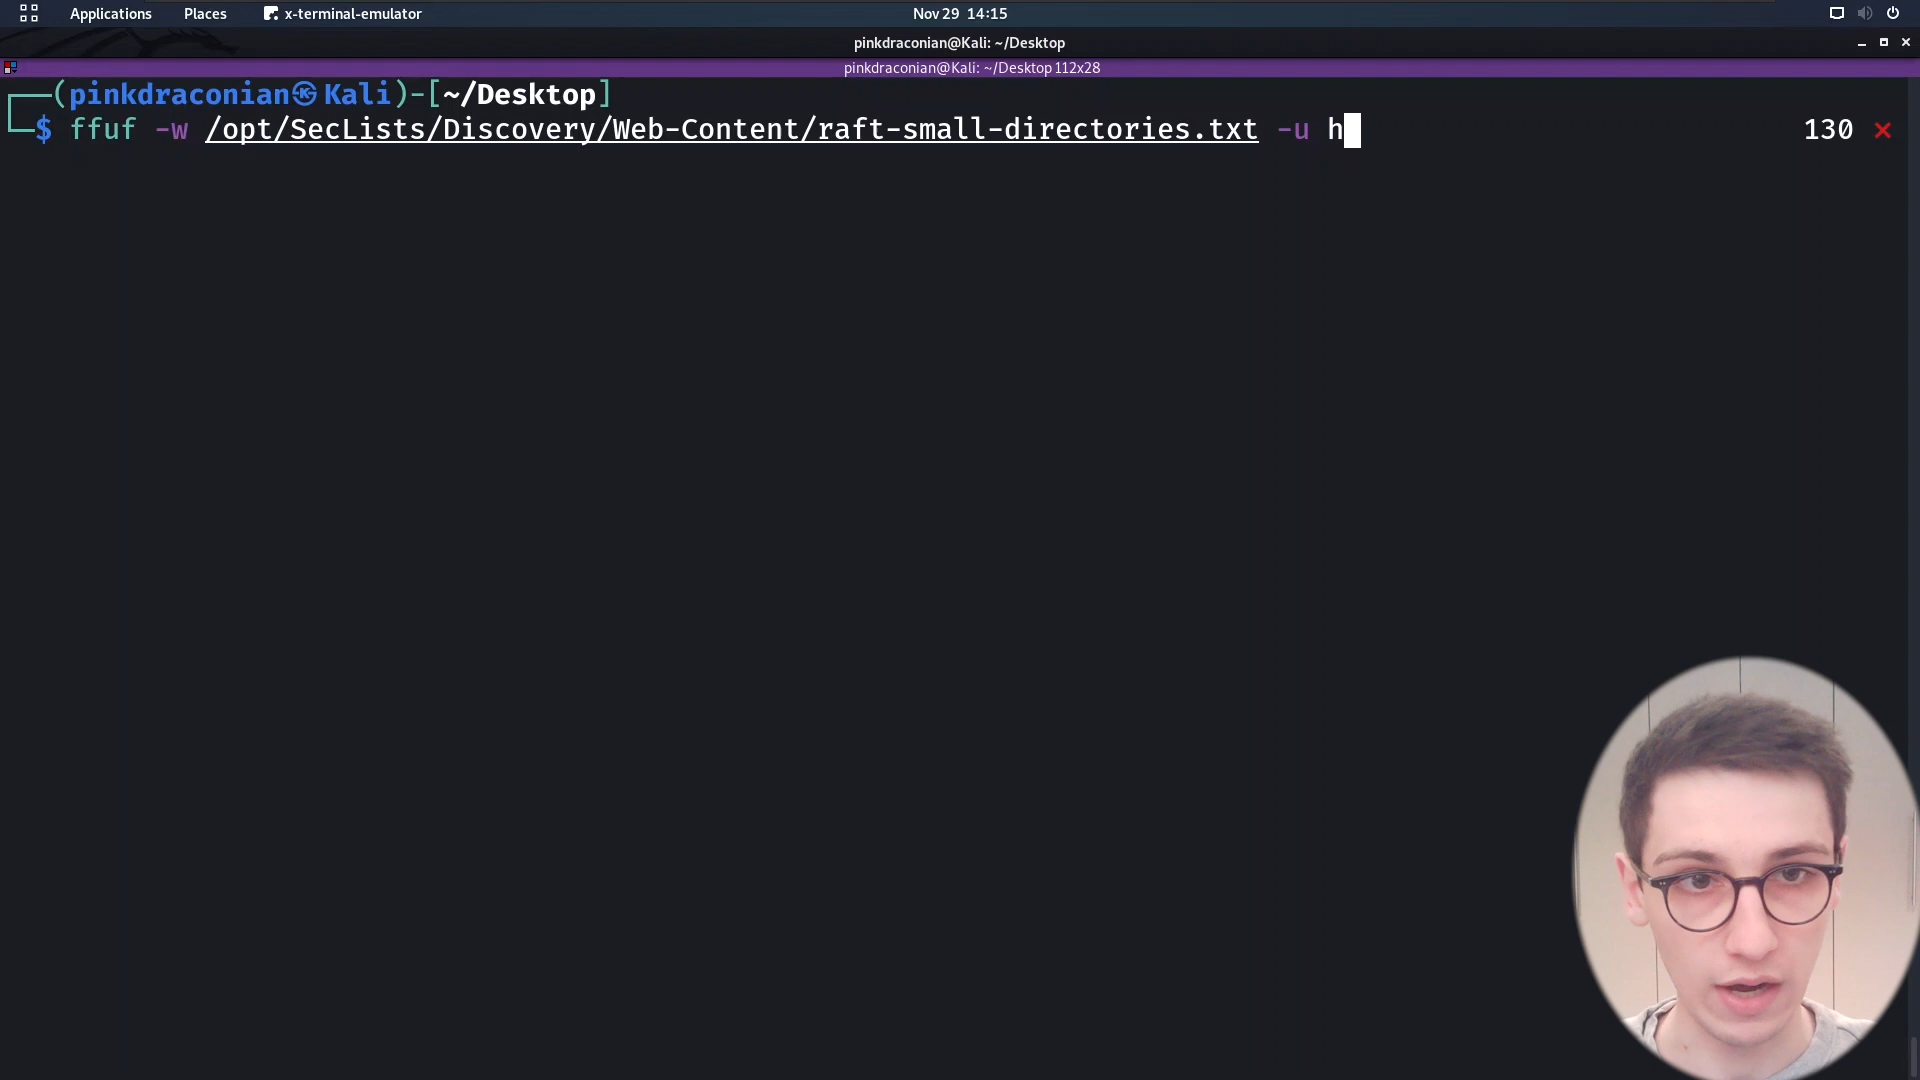 Applications Places x-terminal-emulator Nov 29 14:15
pinkdraconian@Kali: ~/Desktop
pinkdraconian@Kali: ~/Desktop 112x28
(pinkdraconian㉿Kali)-[~/Desktop]
$ ffuf -w /opt/SecLists/Discovery/Web-Content/raft-small-directories.txt -u h 130 ✕